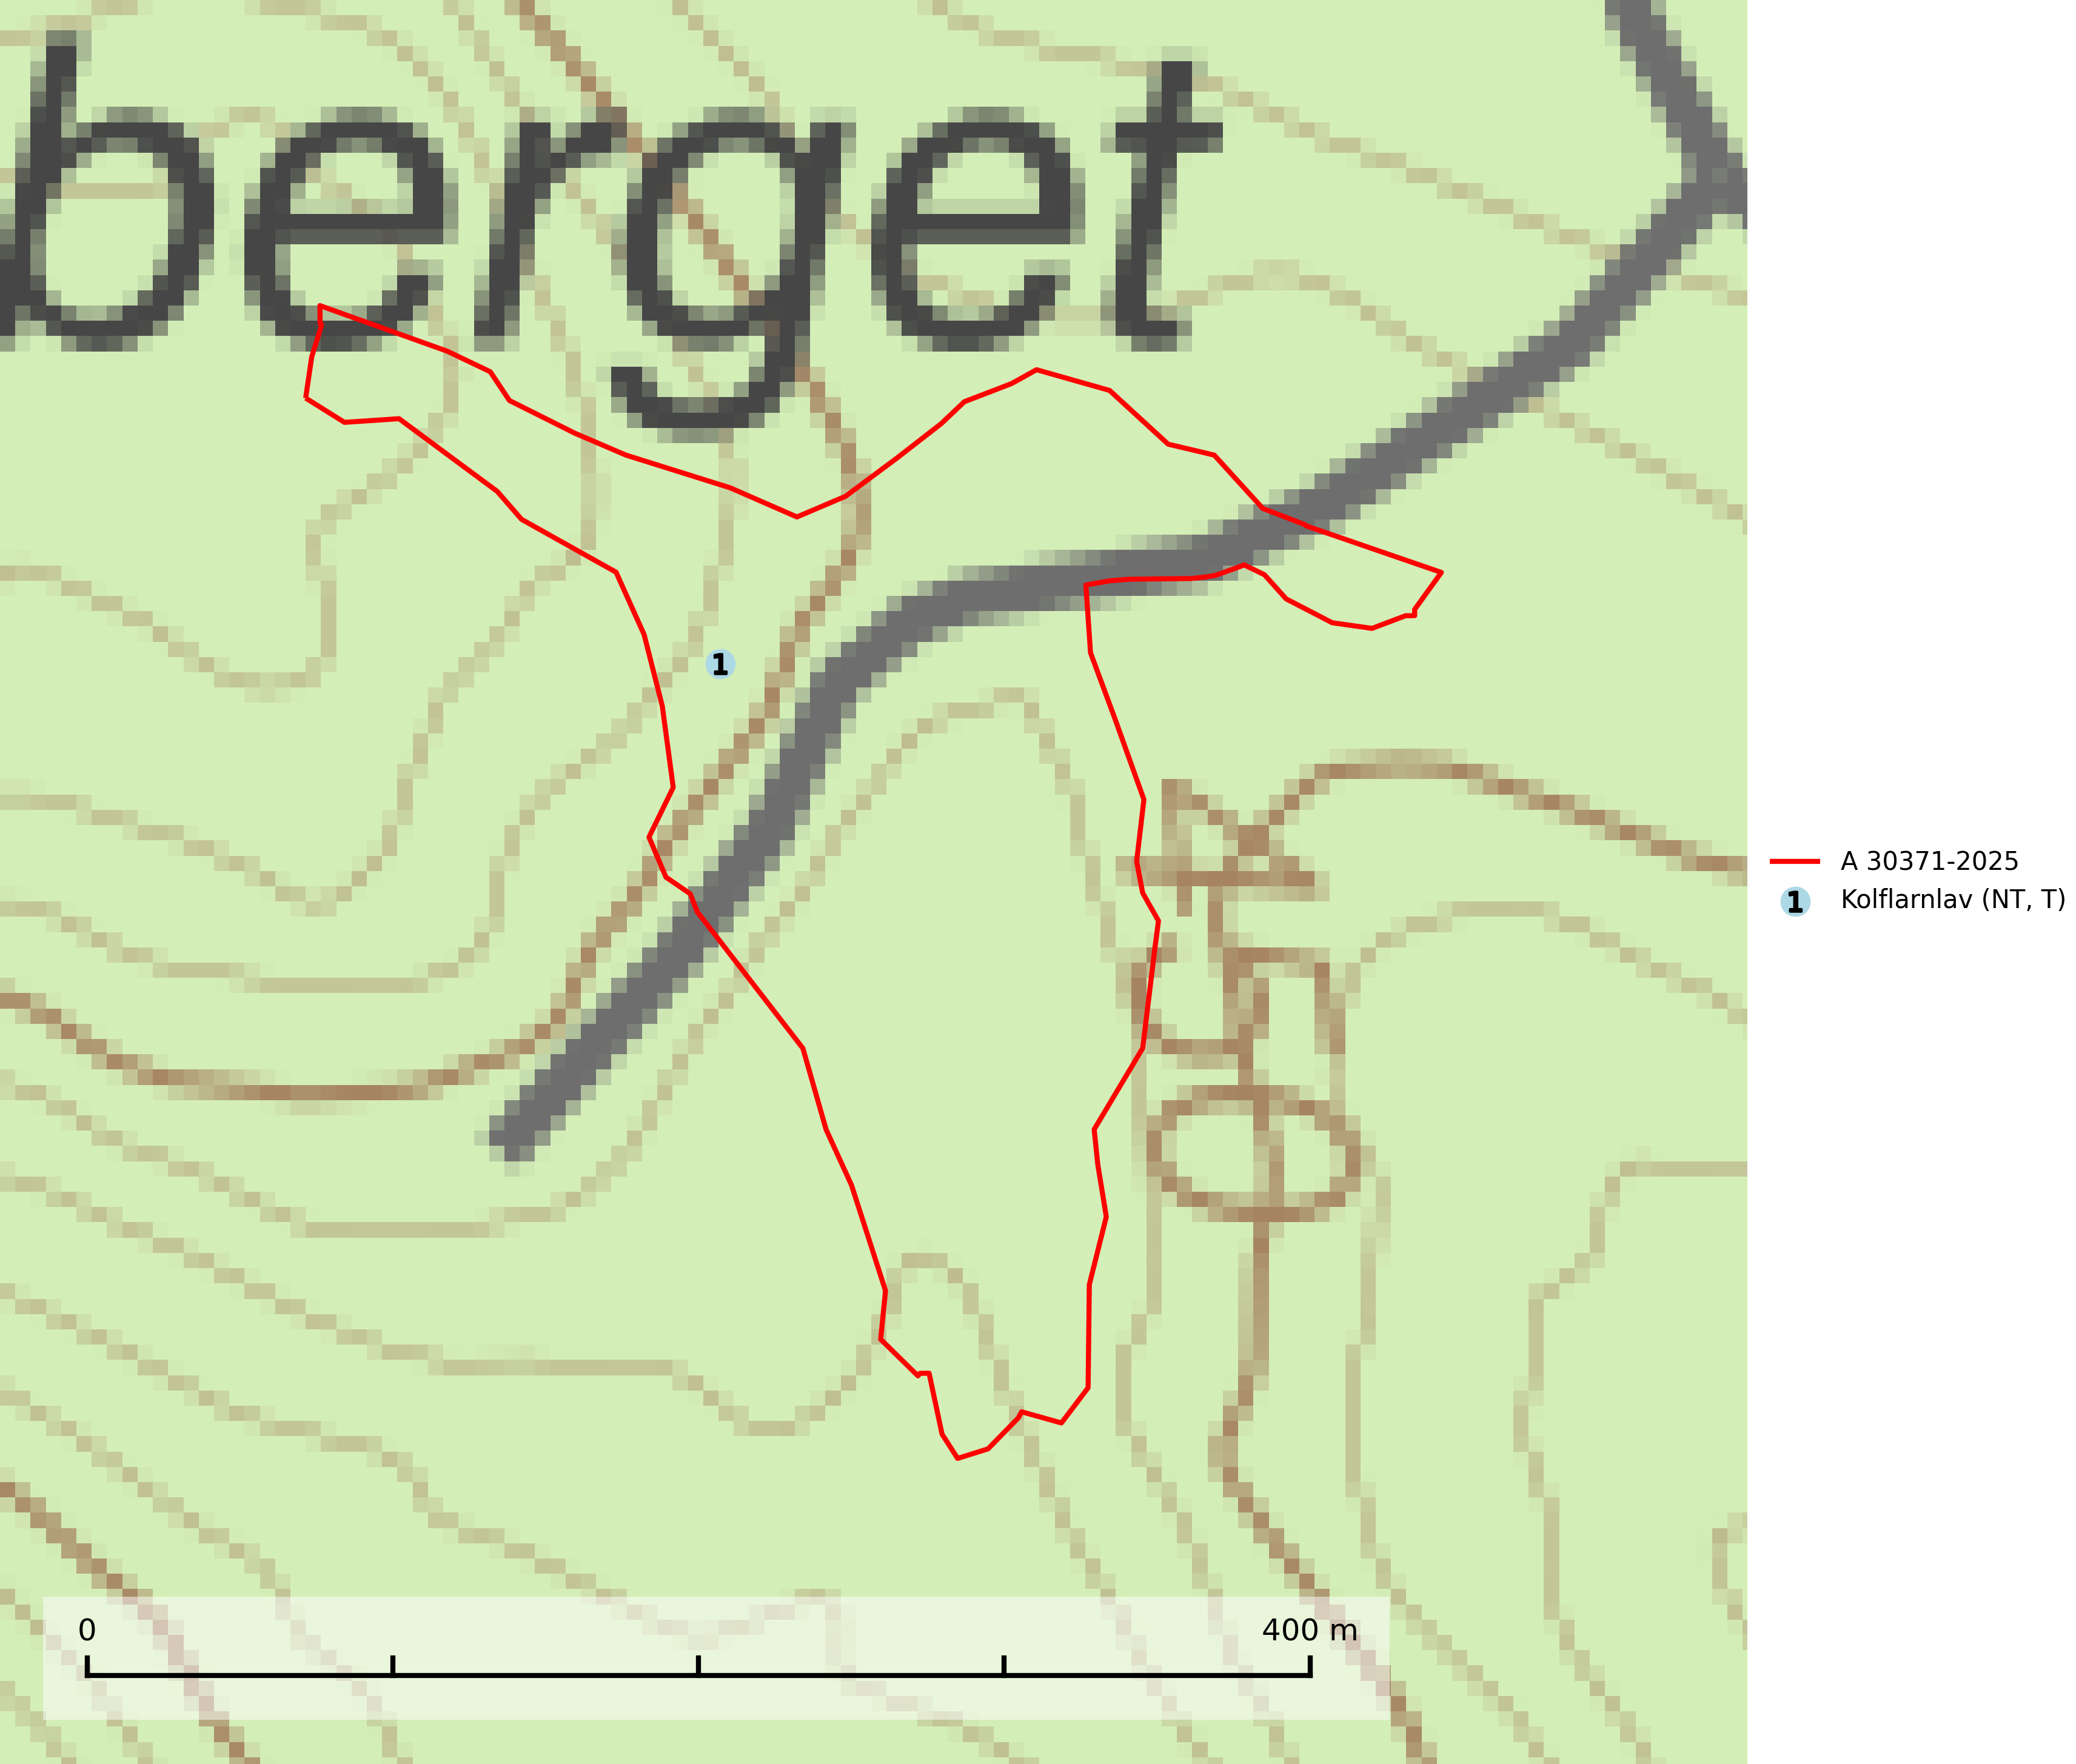 berget
1
A 30371-2025
1 Kolflarnlav (NT, T)
0 400 m